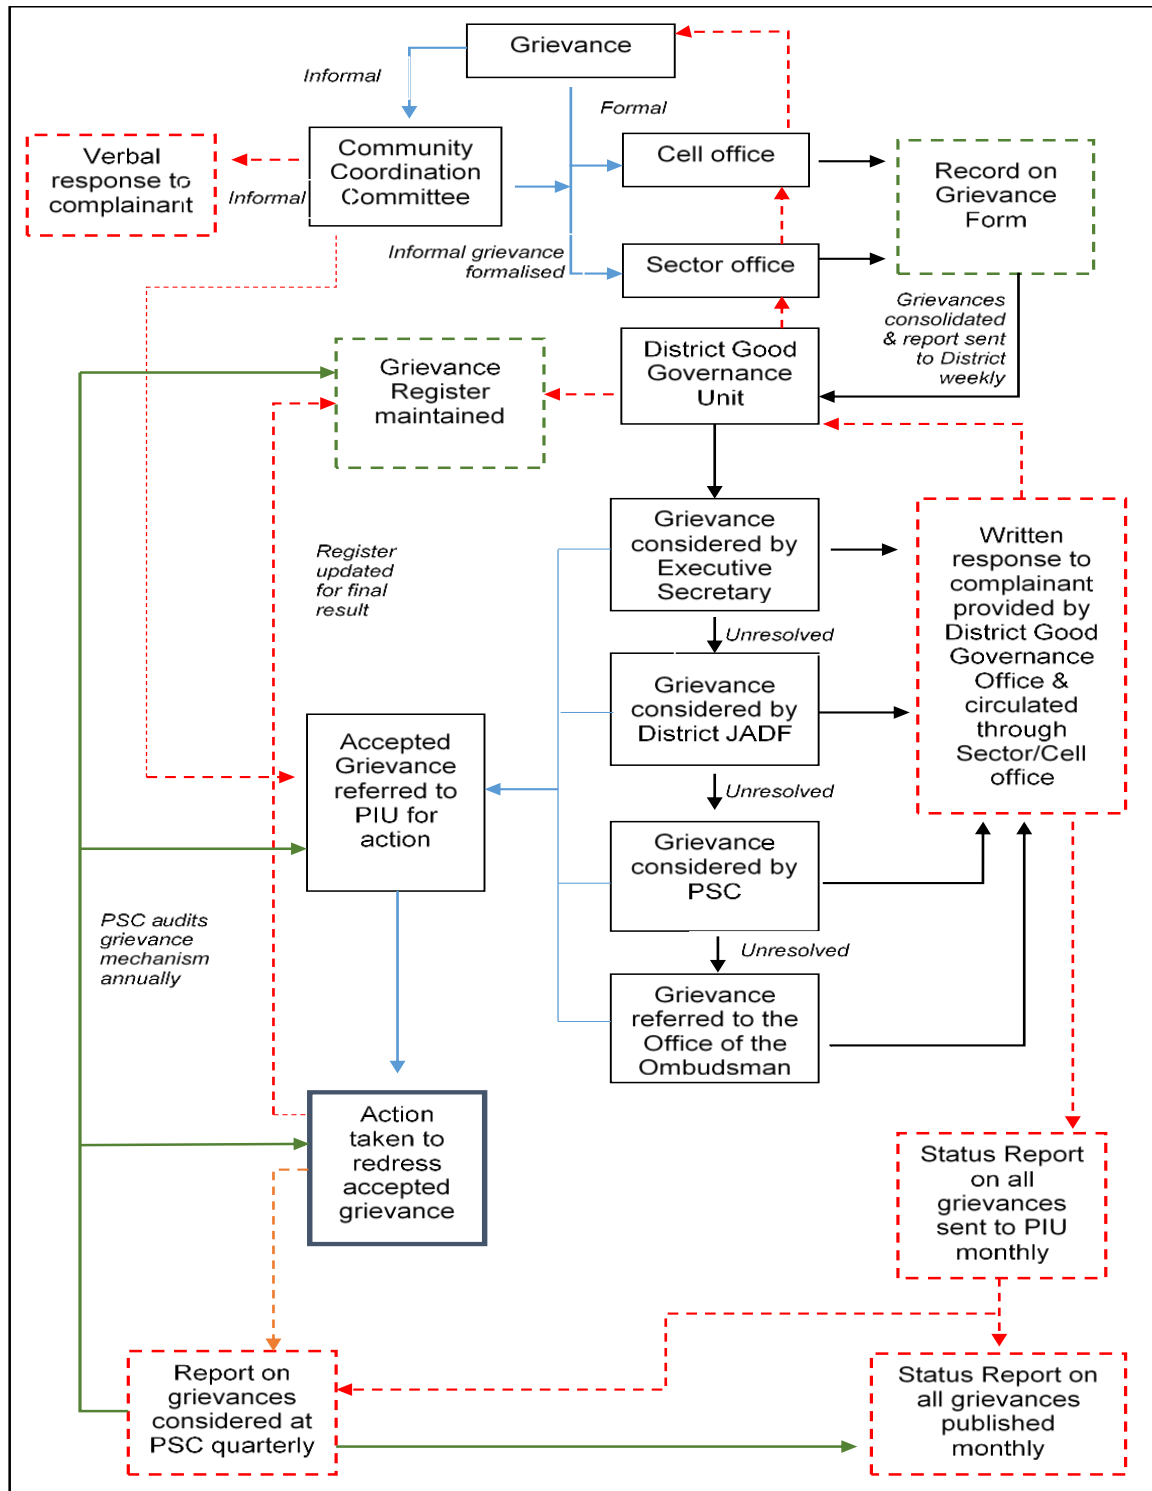 Grievance
Informal
Formal
Verbal
response to
complainant
Informal
Community
Coordination
Committee
Cell office
Record on
Grievance
Form
Informal grievance
formalised
Sector office
Grievances
consolidated
& report sent
to District
weekly
Grievance
Register
maintained
District Good
Governance
Unit
Register
updated
for final
result
Grievance
considered by
Executive
Secretary
Written
response to
complainant
provided by
District Good
Governance
Office &
circulated
through
Sector/Cell
office
Unresolved
Grievance
considered by
District JADF
Accepted
Grievance
referred to
PIU for
action
Unresolved
Grievance
considered by
PSC
PSC audits
grievance
mechanism
annually
Unresolved
Grievance
referred to the
Office of the
Ombudsman
Action
taken to
redress
accepted
grievance
Status Report
on all
grievances
sent to PIU
monthly
Report on
grievances
considered at
PSC quarterly
Status Report on
all grievances
published
monthly